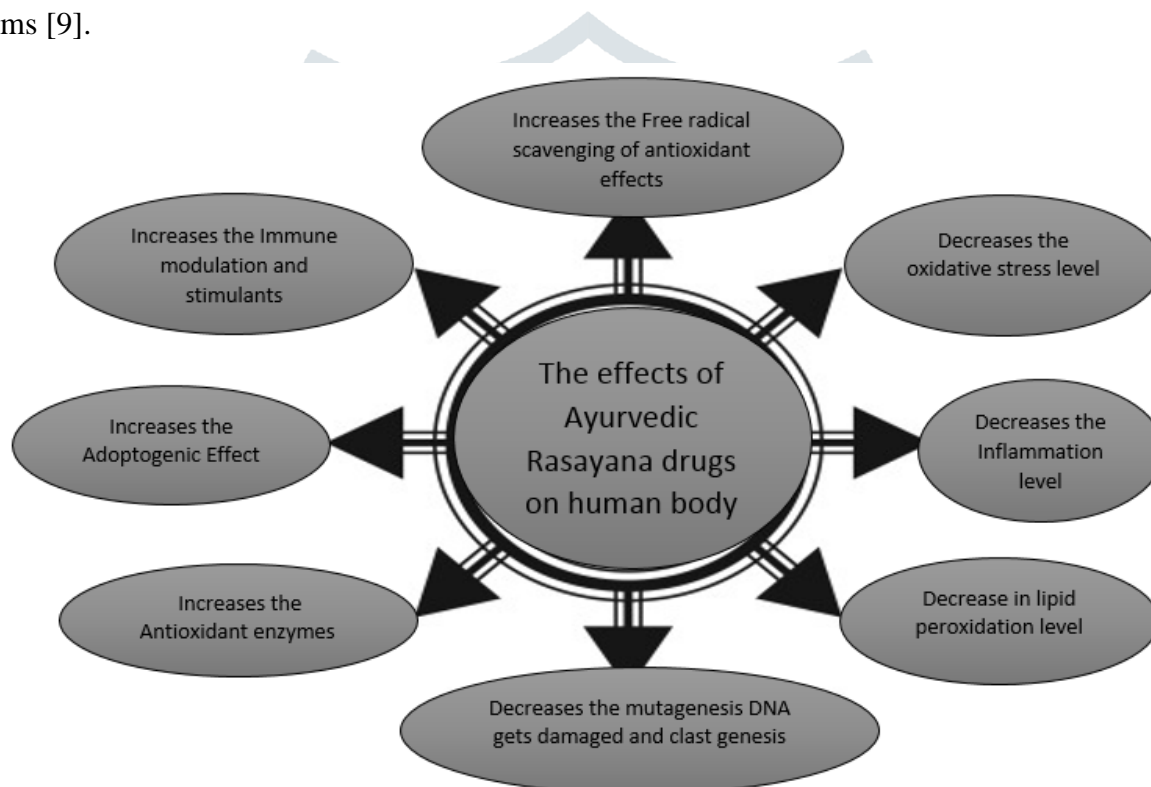 ms [9].
Increases the Free radical
scavenging of antioxidant
effects
Increases the Immune
modulation and
stimulants
Decreases the
oxidative stress level
The effects of
Ayurvedic
Rasayana drugs
on human body
Increases the
Adoptogenic Effect
Decreases the
Inflammation
level
Increases the
Antioxidant enzymes
Decrease in lipid
peroxidation level
Decreases the mutagenesis DNA
gets damaged and clast genesis